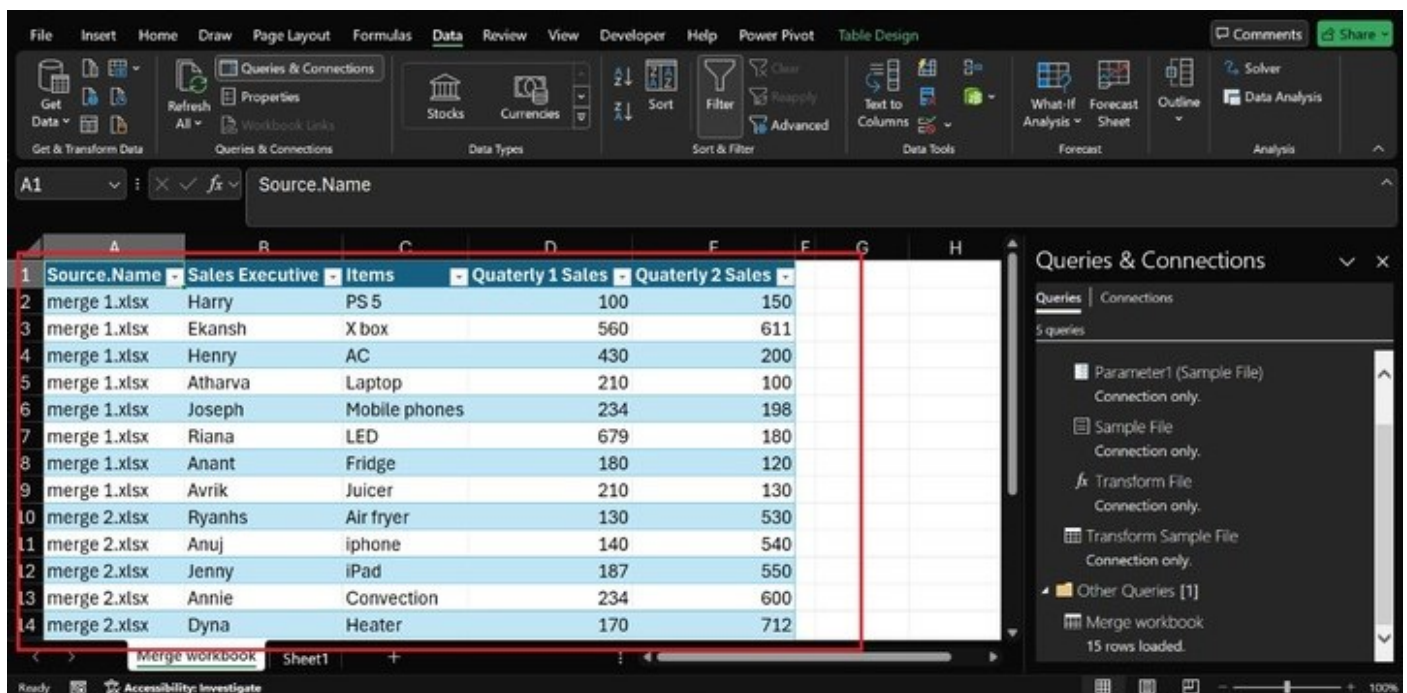 File Insert Home Draw Page Layout Formulas Data Review View Developer Help Power Pivot Table Design Comments Share
Get Data
Refresh All
Queries & Connections
Properties
Workbook Links
Stocks
Currencies
Sort
Filter
Clear
Reapply
Advanced
Text to Columns
What-If Analysis
Forecast Sheet
Outline
Solver
Data Analysis
Get & Transform Data Queries & Connections Data Types Sort & Filter Data Tools Forecast Analysis
A1 fx Source.Name
A B C D E F G H
1 Source.Name Sales Executive Items Quaterly 1 Sales Quaterly 2 Sales
2 merge 1.xlsx Harry PS 5 100 150
3 merge 1.xlsx Ekansh X box 560 611
4 merge 1.xlsx Henry AC 430 200
5 merge 1.xlsx Atharva Laptop 210 100
6 merge 1.xlsx Joseph Mobile phones 234 198
7 merge 1.xlsx Riana LED 679 180
8 merge 1.xlsx Anant Fridge 180 120
9 merge 1.xlsx Avrik Juicer 210 130
10 merge 2.xlsx Ryanhs Air fryer 130 530
11 merge 2.xlsx Anuj iphone 140 540
12 merge 2.xlsx Jenny iPad 187 550
13 merge 2.xlsx Annie Convection 234 600
14 merge 2.xlsx Dyna Heater 170 712
Merge workbook Sheet1 +
Queries & Connections
Queries Connections
5 queries
Parameter1 (Sample File)
Connection only.
Sample File
Connection only.
fx Transform File
Connection only.
Transform Sample File
Connection only.
Other Queries [1]
Merge workbook
15 rows loaded.
Ready Accessibility: Investigate 100%